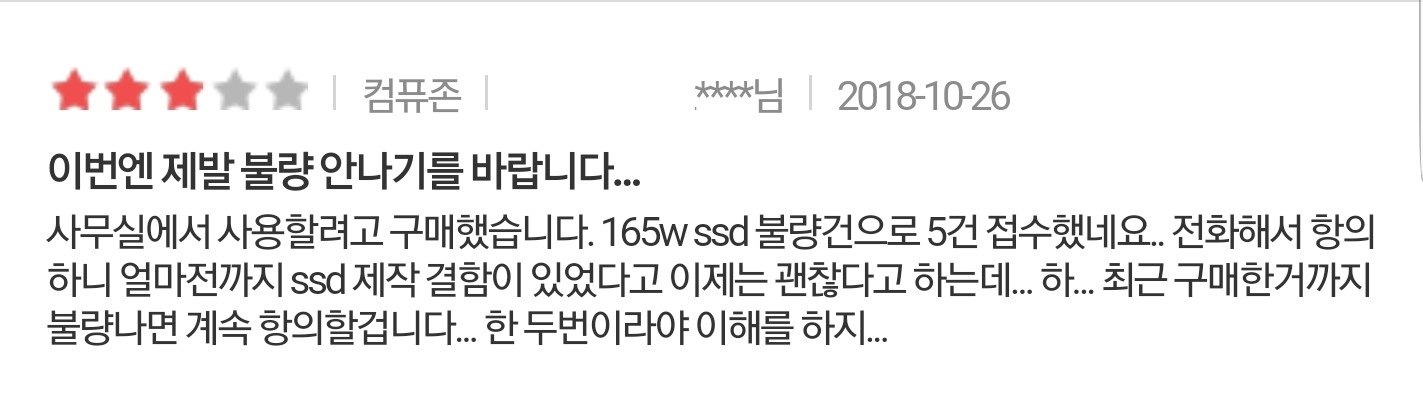 컴퓨존 ****님 2018-10-26
이번엔 제발 불량 안나기를 바랍니다...
사무실에서 사용할려고 구매했습니다. 165w ssd 불량건으로 5건 접수했네요.. 전화해서 항의
하니 얼마전까지 ssd 제작 결함이 있었다고 이제는 괜찮다고 하는데... 하... 최근 구매한거까지
불량나면 계속 항의할겁니다... 한 두번이라야 이해를 하지...